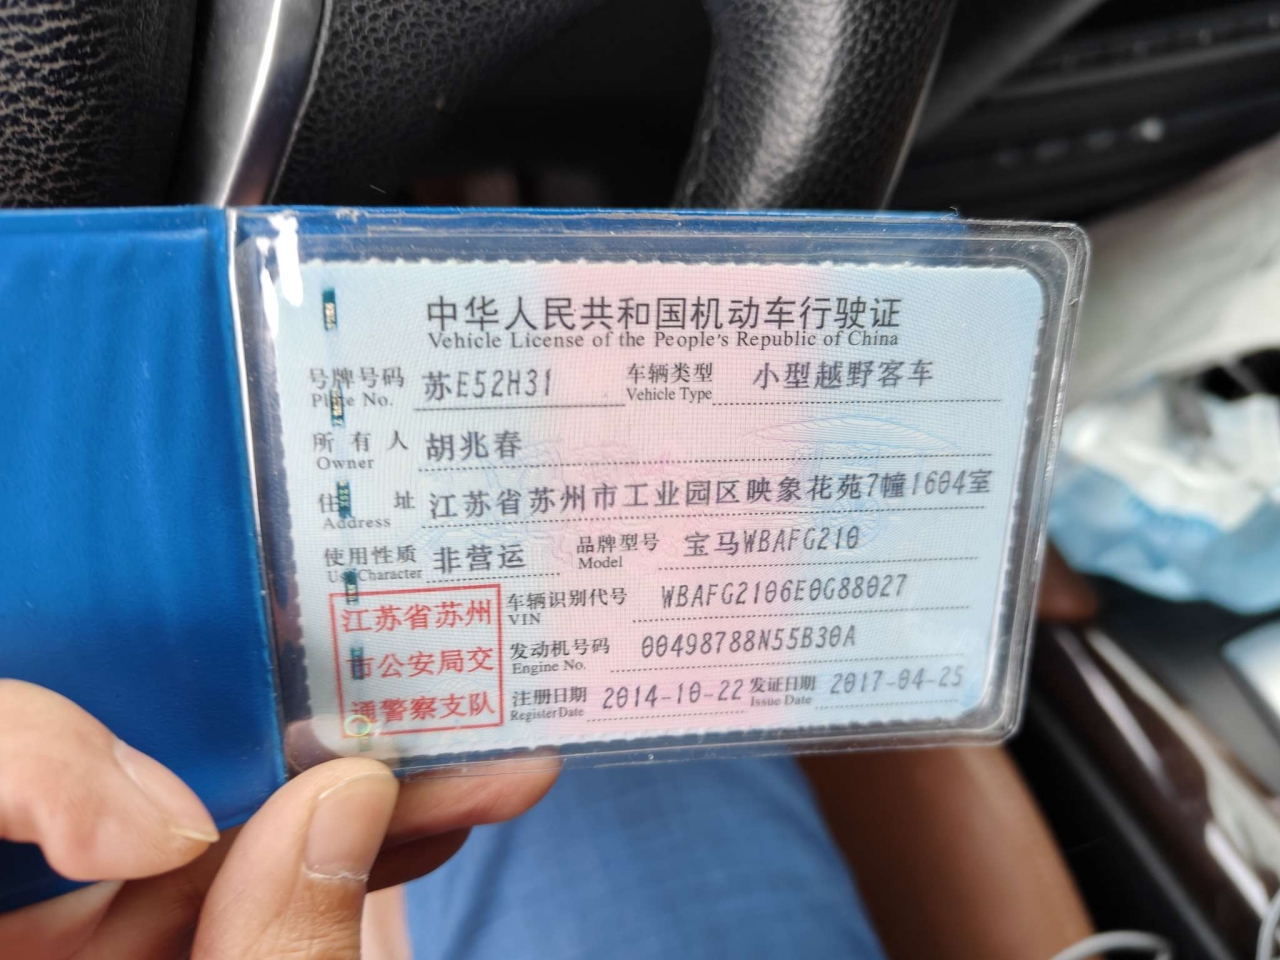 中华人民共和国机动车行驶证
Vehicle License of the People's Republic of China
号牌号码 苏E52H31 车辆类型 小型越野客车
Plate No. Vehicle Type
所有人 胡兆春
Owner
住址 江苏省苏州市工业园区映象花苑7幢1604室
Address
使用性质 非营运 品牌型号 宝马WBAFG210
Use Character Model
江苏省苏州
市公安局交
通警察支队
车辆识别代号 WBAFG2106E0G88027
VIN
发动机号码 00498788N55B30A
Engine No.
注册日期 2014-10-22 发证日期 2017-04-25
Register Date Issue Date